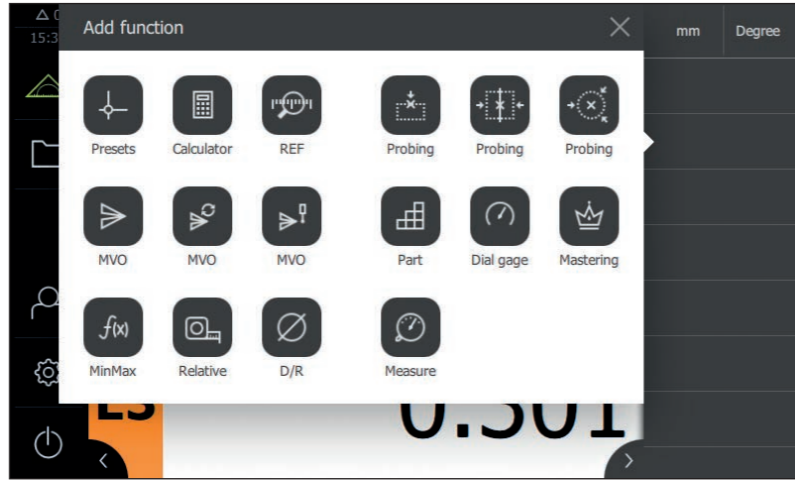 Add function
mm Degree
15:3
Presets Calculator REF Probing Probing Probing
MVO MVO MVO Part Dial gage Mastering
f(x)
MinMax Relative D/R Measure
0.301